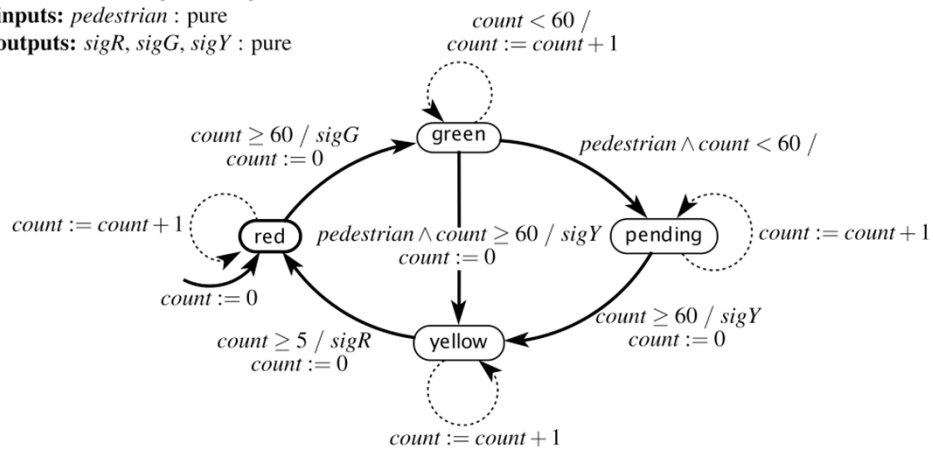 inputs: pedestrian : pure
outputs: sigR, sigG, sigY : pure
count < 60 /
count := count + 1
green
count ≥ 60 / sigG
count := 0
pedestrian ∧ count < 60 /
count := count + 1
red
pedestrian ∧ count ≥ 60 / sigY
count := 0
pending
count := count + 1
count := 0
count ≥ 60 / sigY
count := 0
count ≥ 5 / sigR
count := 0
yellow
count := count + 1